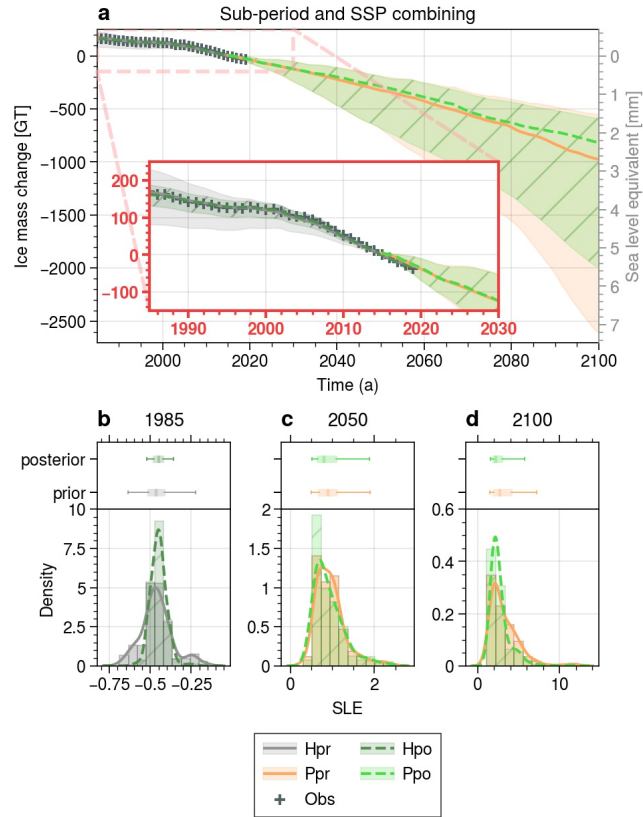 a Sub-period and SSP combining
0
−500
−1000
−1500
−2000
−2500
Ice mass change [GT]
0
1
2
3
4
5
6
7
Sea level equivalent [mm]
200
100
0
−100
1990 2000 2010 2020 2030
2000 2020 2040 2060 2080 2100
Time (a)
b 1985
c 2050
d 2100
posterior
prior
10
7.5
5
2.5
0
Density
2
1.5
1
0.5
0
0.6
0.4
0.2
0
−0.75 −0.5 −0.25
0 2
0 10
SLE
Hpr Hpo
Ppr Ppo
Obs